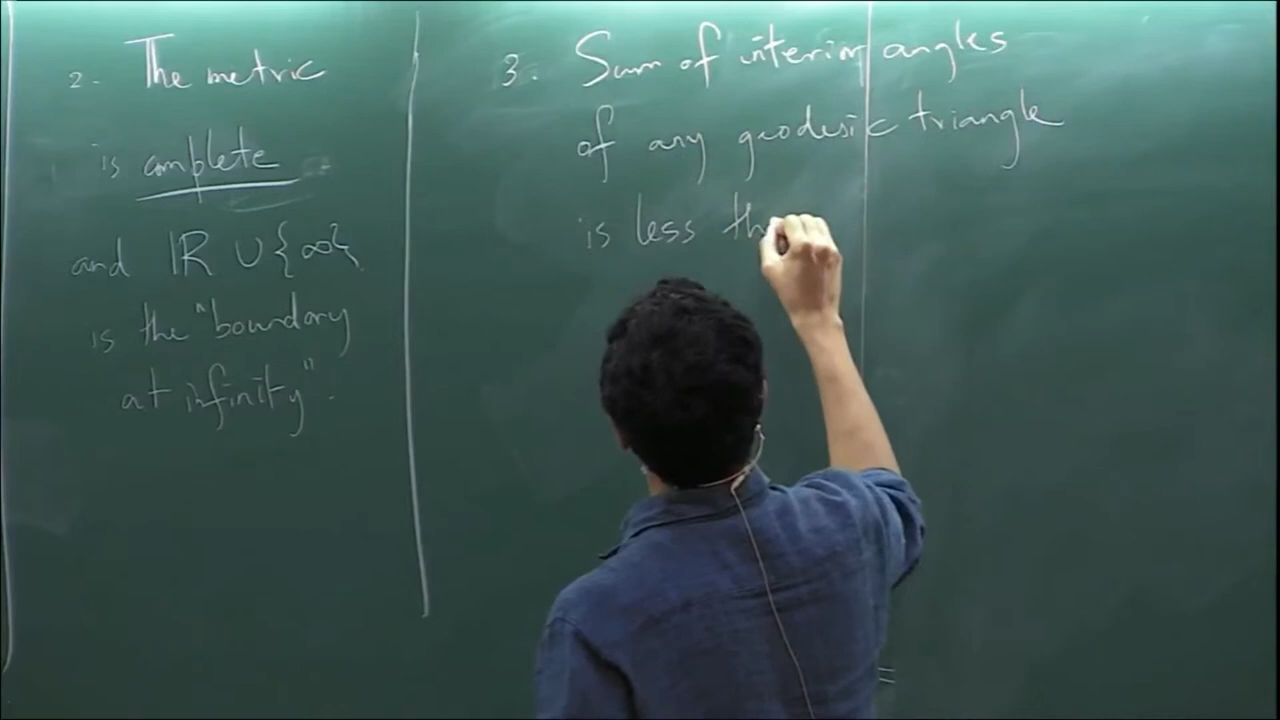 2. The metric
is complete
and ℝ ∪ {∞}
is the "boundary
at infinity".
3. Sum of interior angles
of any geodesic triangle
is less th